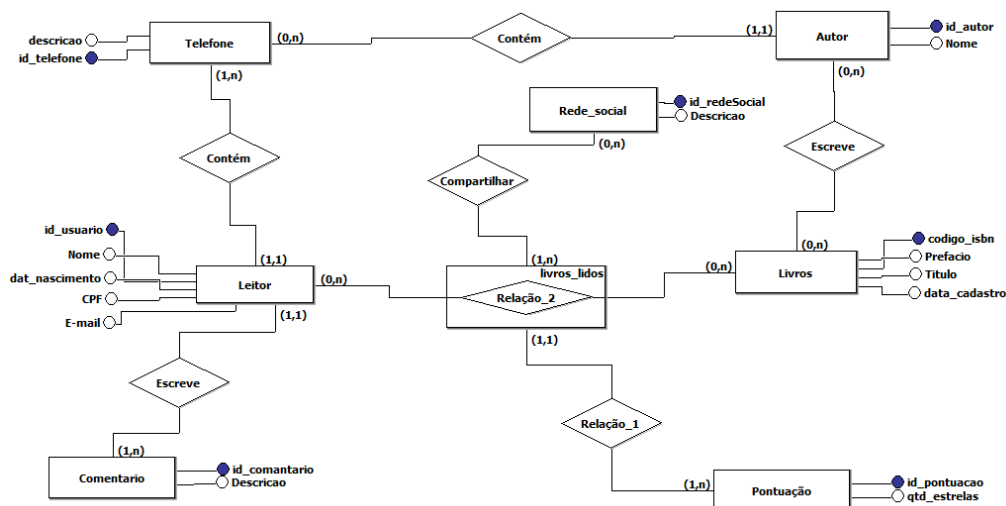 descricao
id_telefone
Telefone
(0,n)
Contém
(1,1)
Autor
id_autor
Nome
(1,n)
(0,n)
Rede_social
id_redeSocial
Descricao
(0,n)
Contém
Compartilhar
Escreve
id_usuario
Nome
dat_nascimento
CPF
E-mail
(1,1)
Leitor
(0,n)
(1,1)
(1,n)
livros_lidos
Relação_2
(1,1)
(0,n)
(0,n)
Livros
codigo_isbn
Prefacio
Titulo
data_cadastro
Escreve
Relação_1
(1,n)
Comentario
id_comantario
Descricao
(1,n)
Pontuação
id_pontuacao
qtd_estrelas